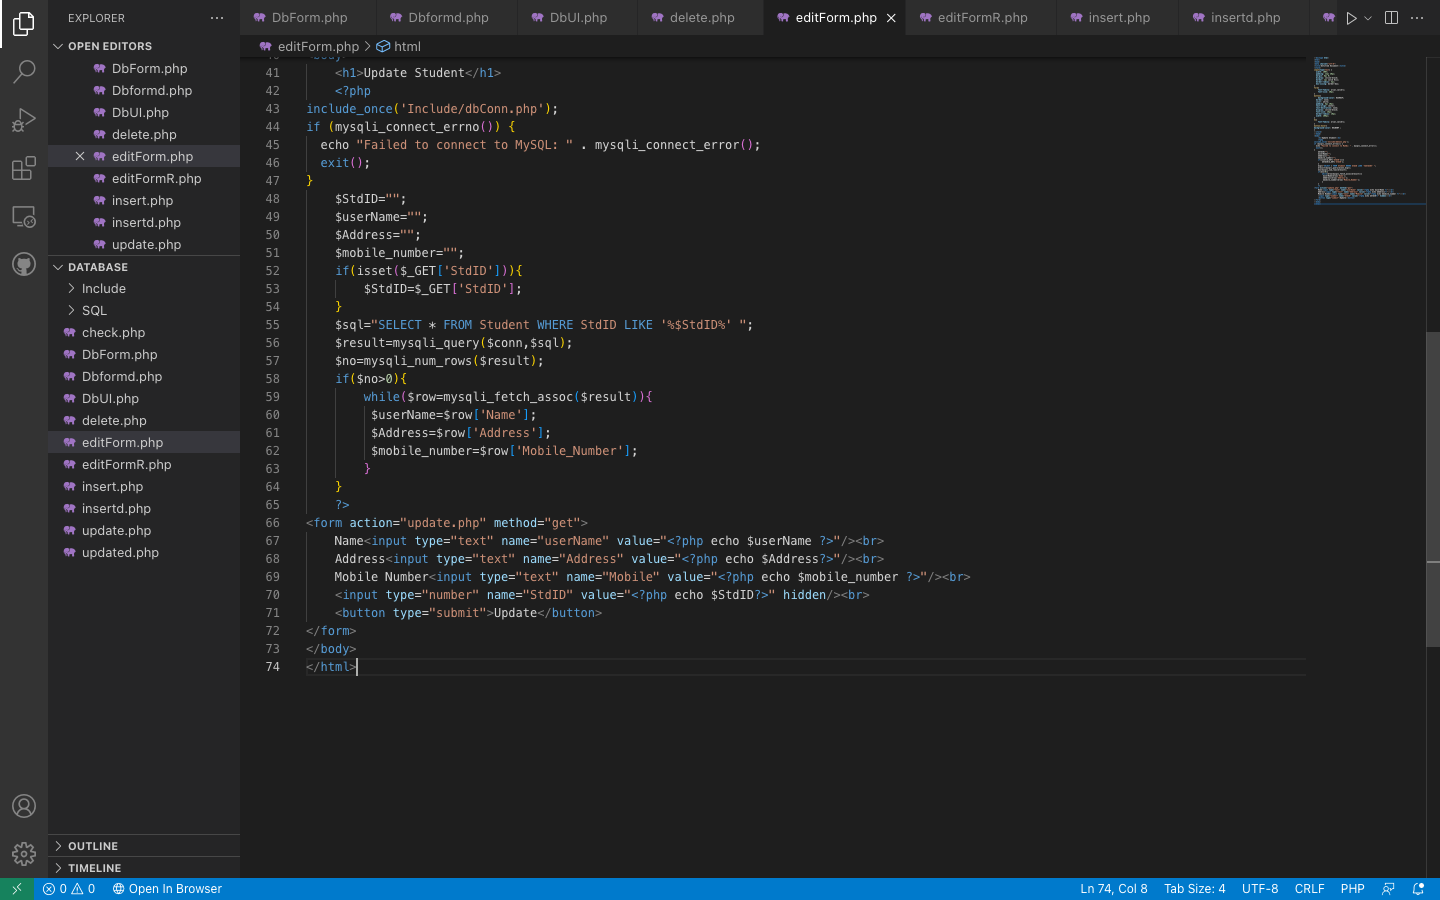 EXPLORER
OPEN EDITORS
DbForm.php
Dbformd.php
DbUI.php
delete.php
editForm.php
editFormR.php
insert.php
insertd.php
update.php
DATABASE
Include
SQL
check.php
DbForm.php
Dbformd.php
DbUI.php
delete.php
editForm.php
editFormR.php
insert.php
insertd.php
update.php
updated.php
OUTLINE
TIMELINE
DbForm.php Dbformd.php DbUI.php delete.php editForm.php editFormR.php insert.php insertd.php
editForm.php > html
41 <h1>Update Student</h1>
42 <?php
43 include_once('Include/dbConn.php');
44 if (mysqli_connect_errno()) {
45 echo "Failed to connect to MySQL: " . mysqli_connect_error();
46 exit();
47 }
48 $StdID="";
49 $userName="";
50 $Address="";
51 $mobile_number="";
52 if(isset($_GET['StdID'])){
53 $StdID=$_GET['StdID'];
54 }
55 $sql="SELECT * FROM Student WHERE StdID LIKE '%$StdID%' ";
56 $result=mysqli_query($conn,$sql);
57 $no=mysqli_num_rows($result);
58 if($no>0){
59 while($row=mysqli_fetch_assoc($result)){
60 $userName=$row['Name'];
61 $Address=$row['Address'];
62 $mobile_number=$row['Mobile_Number'];
63 }
64 }
65 ?>
66 <form action="update.php" method="get">
67 Name<input type="text" name="userName" value="<?php echo $userName ?>"/><br>
68 Address<input type="text" name="Address" value="<?php echo $Address?>"/><br>
69 Mobile Number<input type="text" name="Mobile" value="<?php echo $mobile_number ?>"/><br>
70 <input type="number" name="StdID" value="<?php echo $StdID?>" hidden/><br>
71 <button type="submit">Update</button>
72 </form>
73 </body>
74 </html>
0 0 Open In Browser Ln 74, Col 8 Tab Size: 4 UTF-8 CRLF PHP